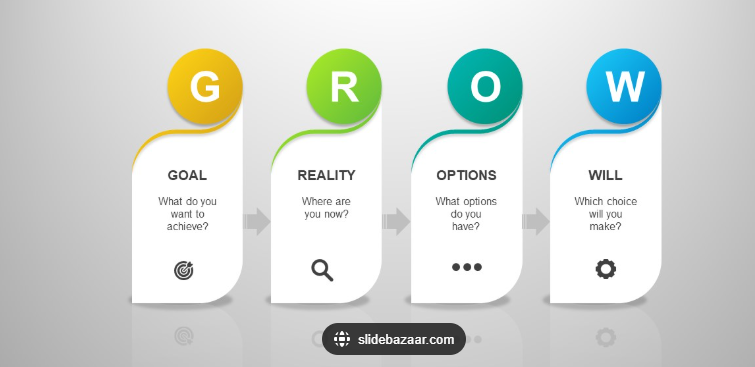 G
R
O
W
GOAL
What do you
want to
achieve?
REALITY
Where are
you now?
OPTIONS
What options
do you
have?
WILL
Which choice
will you
make?
slidebazaar.com